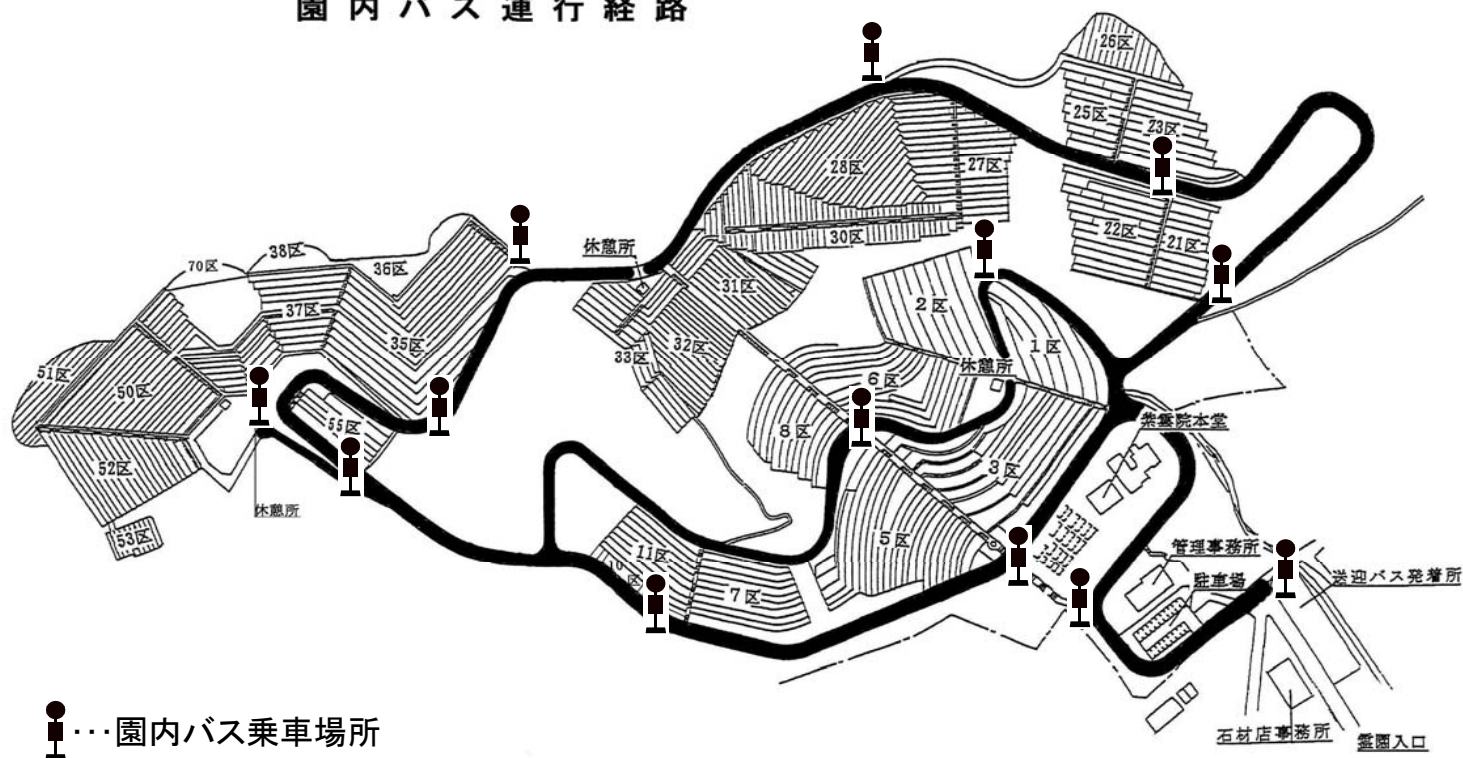 園内バス運行経路
26区
25区
23区
28区
27区
22区
21区
30区
休憩所
38区
70区
36区
37区
35区
31区
32区
33区
2区
1区
休憩所
6区
8区
3区
5区
51区
50区
52区
53区
55区
休憩所
紫雲院本堂
11区
10区
7区
管理事務所
駐車場
送迎バス発着所
石材店事務所
霊園入口
…園内バス乗車場所